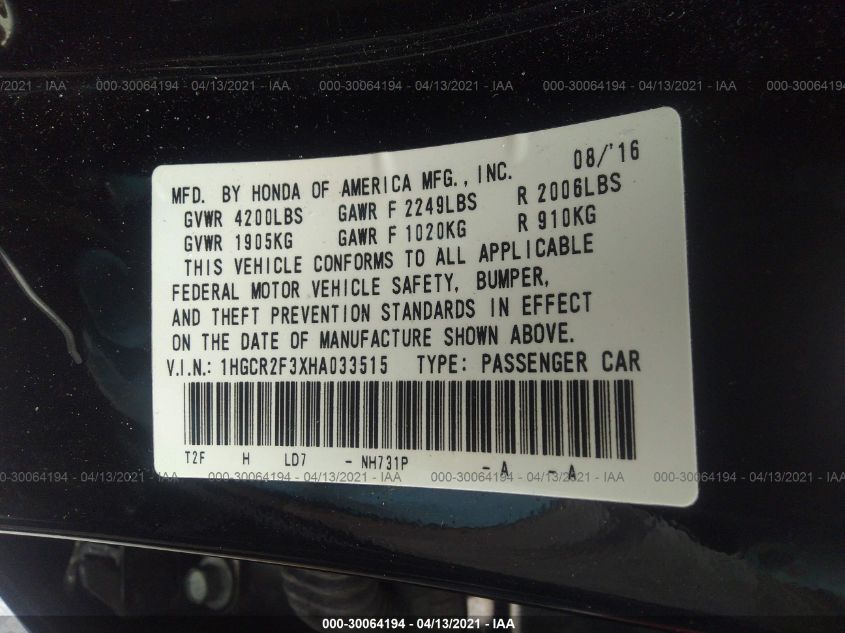 000-30064194 - 04/13/2021 - IAA
MFD. BY HONDA OF AMERICA MFG., INC. 08/'16
GVWR 4200LBS GAWR F 2249LBS R 2006LBS
GVWR 1905KG GAWR F 1020KG R 910KG
THIS VEHICLE CONFORMS TO ALL APPLICABLE
FEDERAL MOTOR VEHICLE SAFETY, BUMPER,
AND THEFT PREVENTION STANDARDS IN EFFECT
ON THE DATE OF MANUFACTURE SHOWN ABOVE.
V.I.N.: 1HGCR2F3XHA033515 TYPE: PASSENGER CAR
T2F H LD7 - NH731P - A - A
000-30064194 - 04/13/2021 - IAA
000-30064194 - 04/13/2021 - IAA